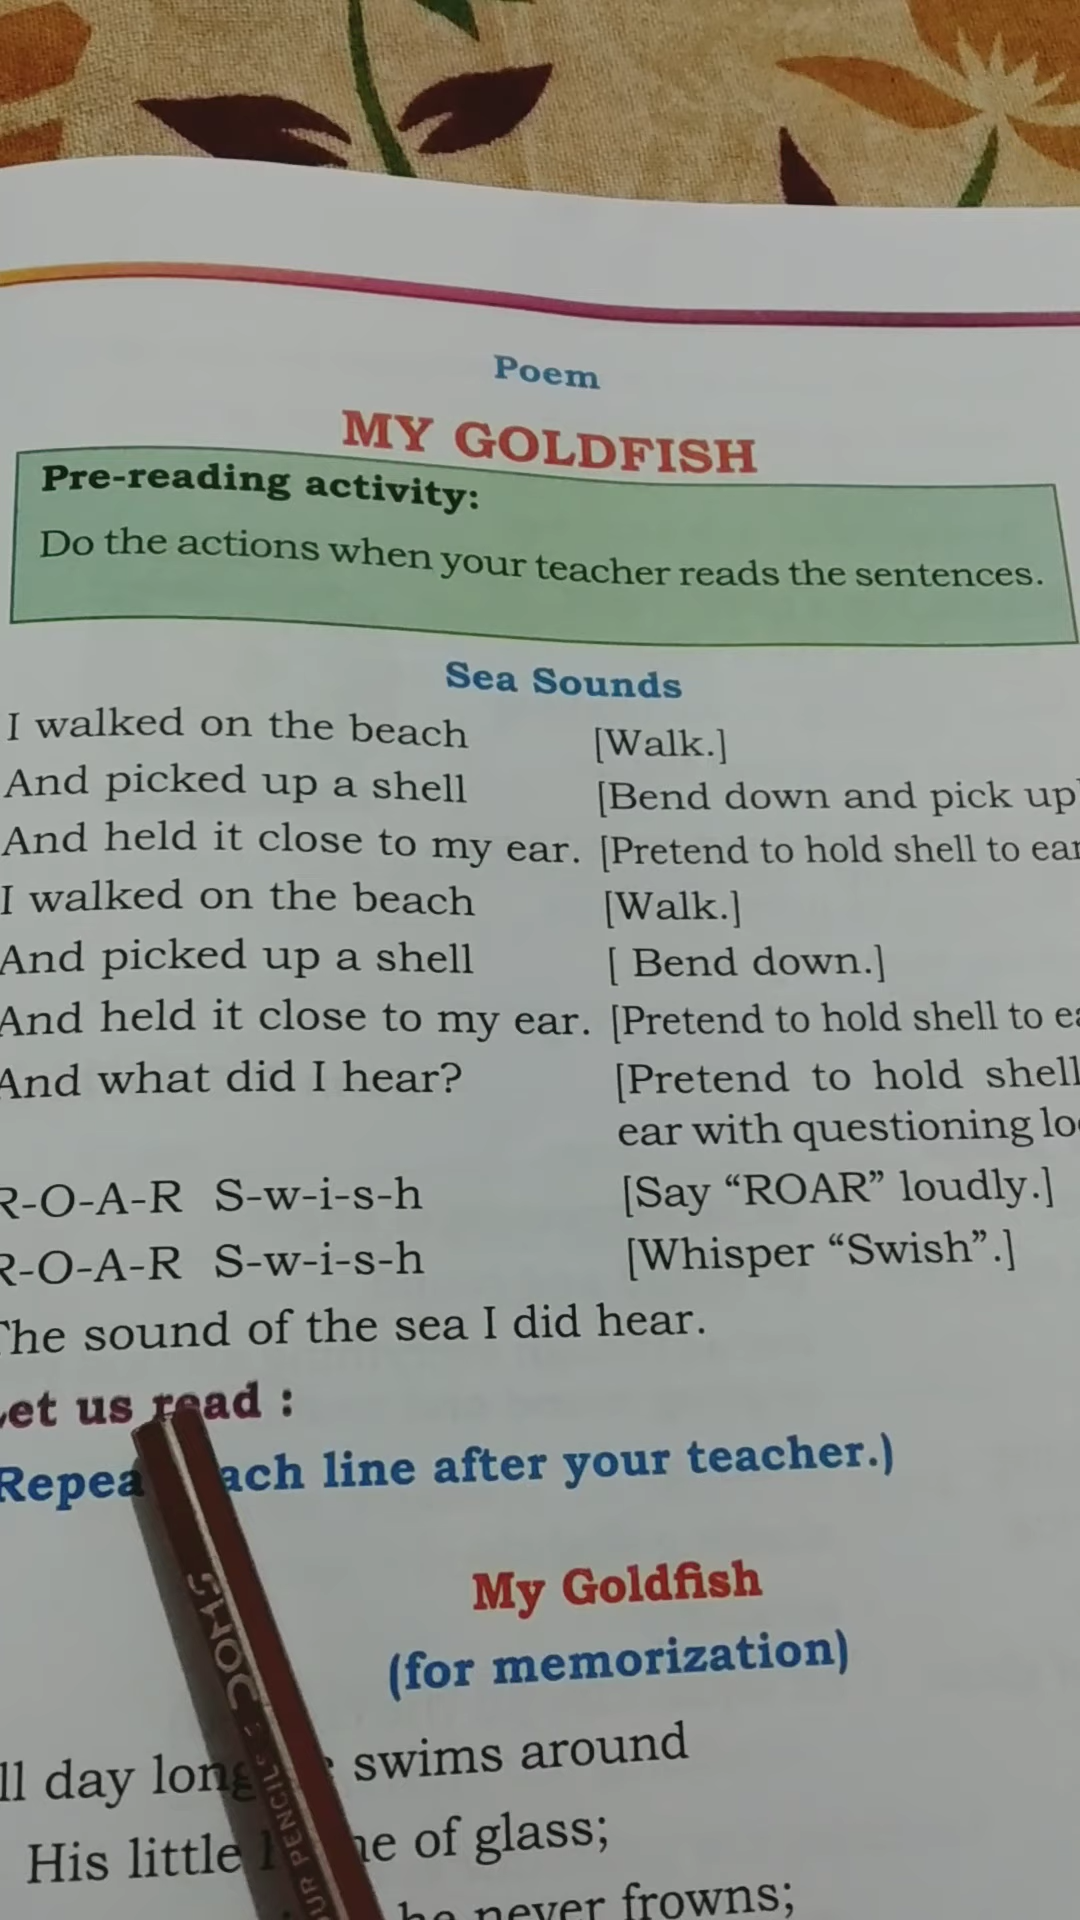 Poem
MY GOLDFISH
Pre-reading activity:
Do the actions when your teacher reads the sentences.
Sea Sounds
I walked on the beach [Walk.]
And picked up a shell [Bend down and pick up
And held it close to my ear. [Pretend to hold shell to ear
I walked on the beach [Walk.]
And picked up a shell [ Bend down.]
And held it close to my ear. [Pretend to hold shell to
And what did I hear? [Pretend to hold shell
ear with questioning
R-O-A-R S-w-i-s-h [Say “ROAR” loudly.]
R-O-A-R S-w-i-s-h [Whisper “Swish”.]
The sound of the sea I did hear.
Let us read :
line after your teacher.)
My Goldfish
(for memorization)
day long swims around
His little of glass;
never frowns;
DOMS
PENCIL